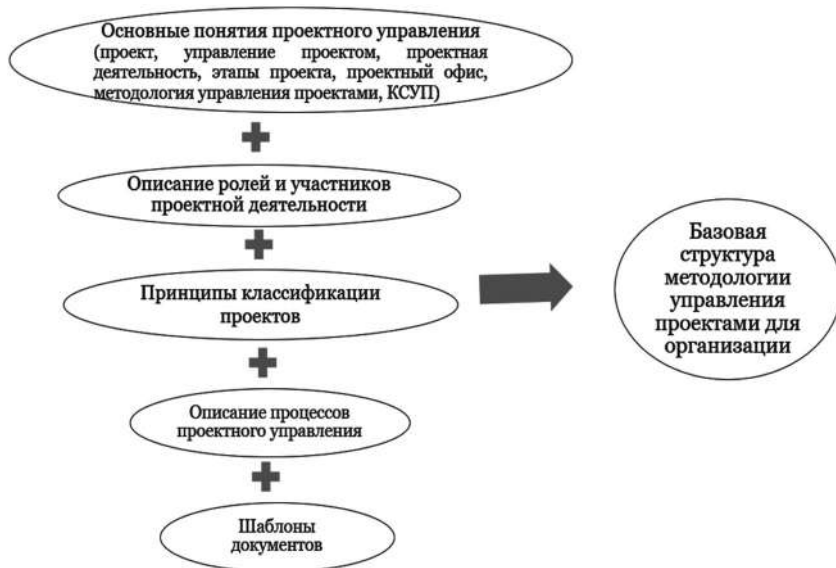 Основные понятия проектного управления
(проект, управление проектом, проектная
деятельность, этапы проекта, проектный офис,
методология управления проектами, КСУП)
Описание ролей и участников
проектной деятельности
Принципы классификации
проектов
Описание процессов
проектного управления
Шаблоны
документов
Базовая
структура
методологии
управления
проектами для
организации